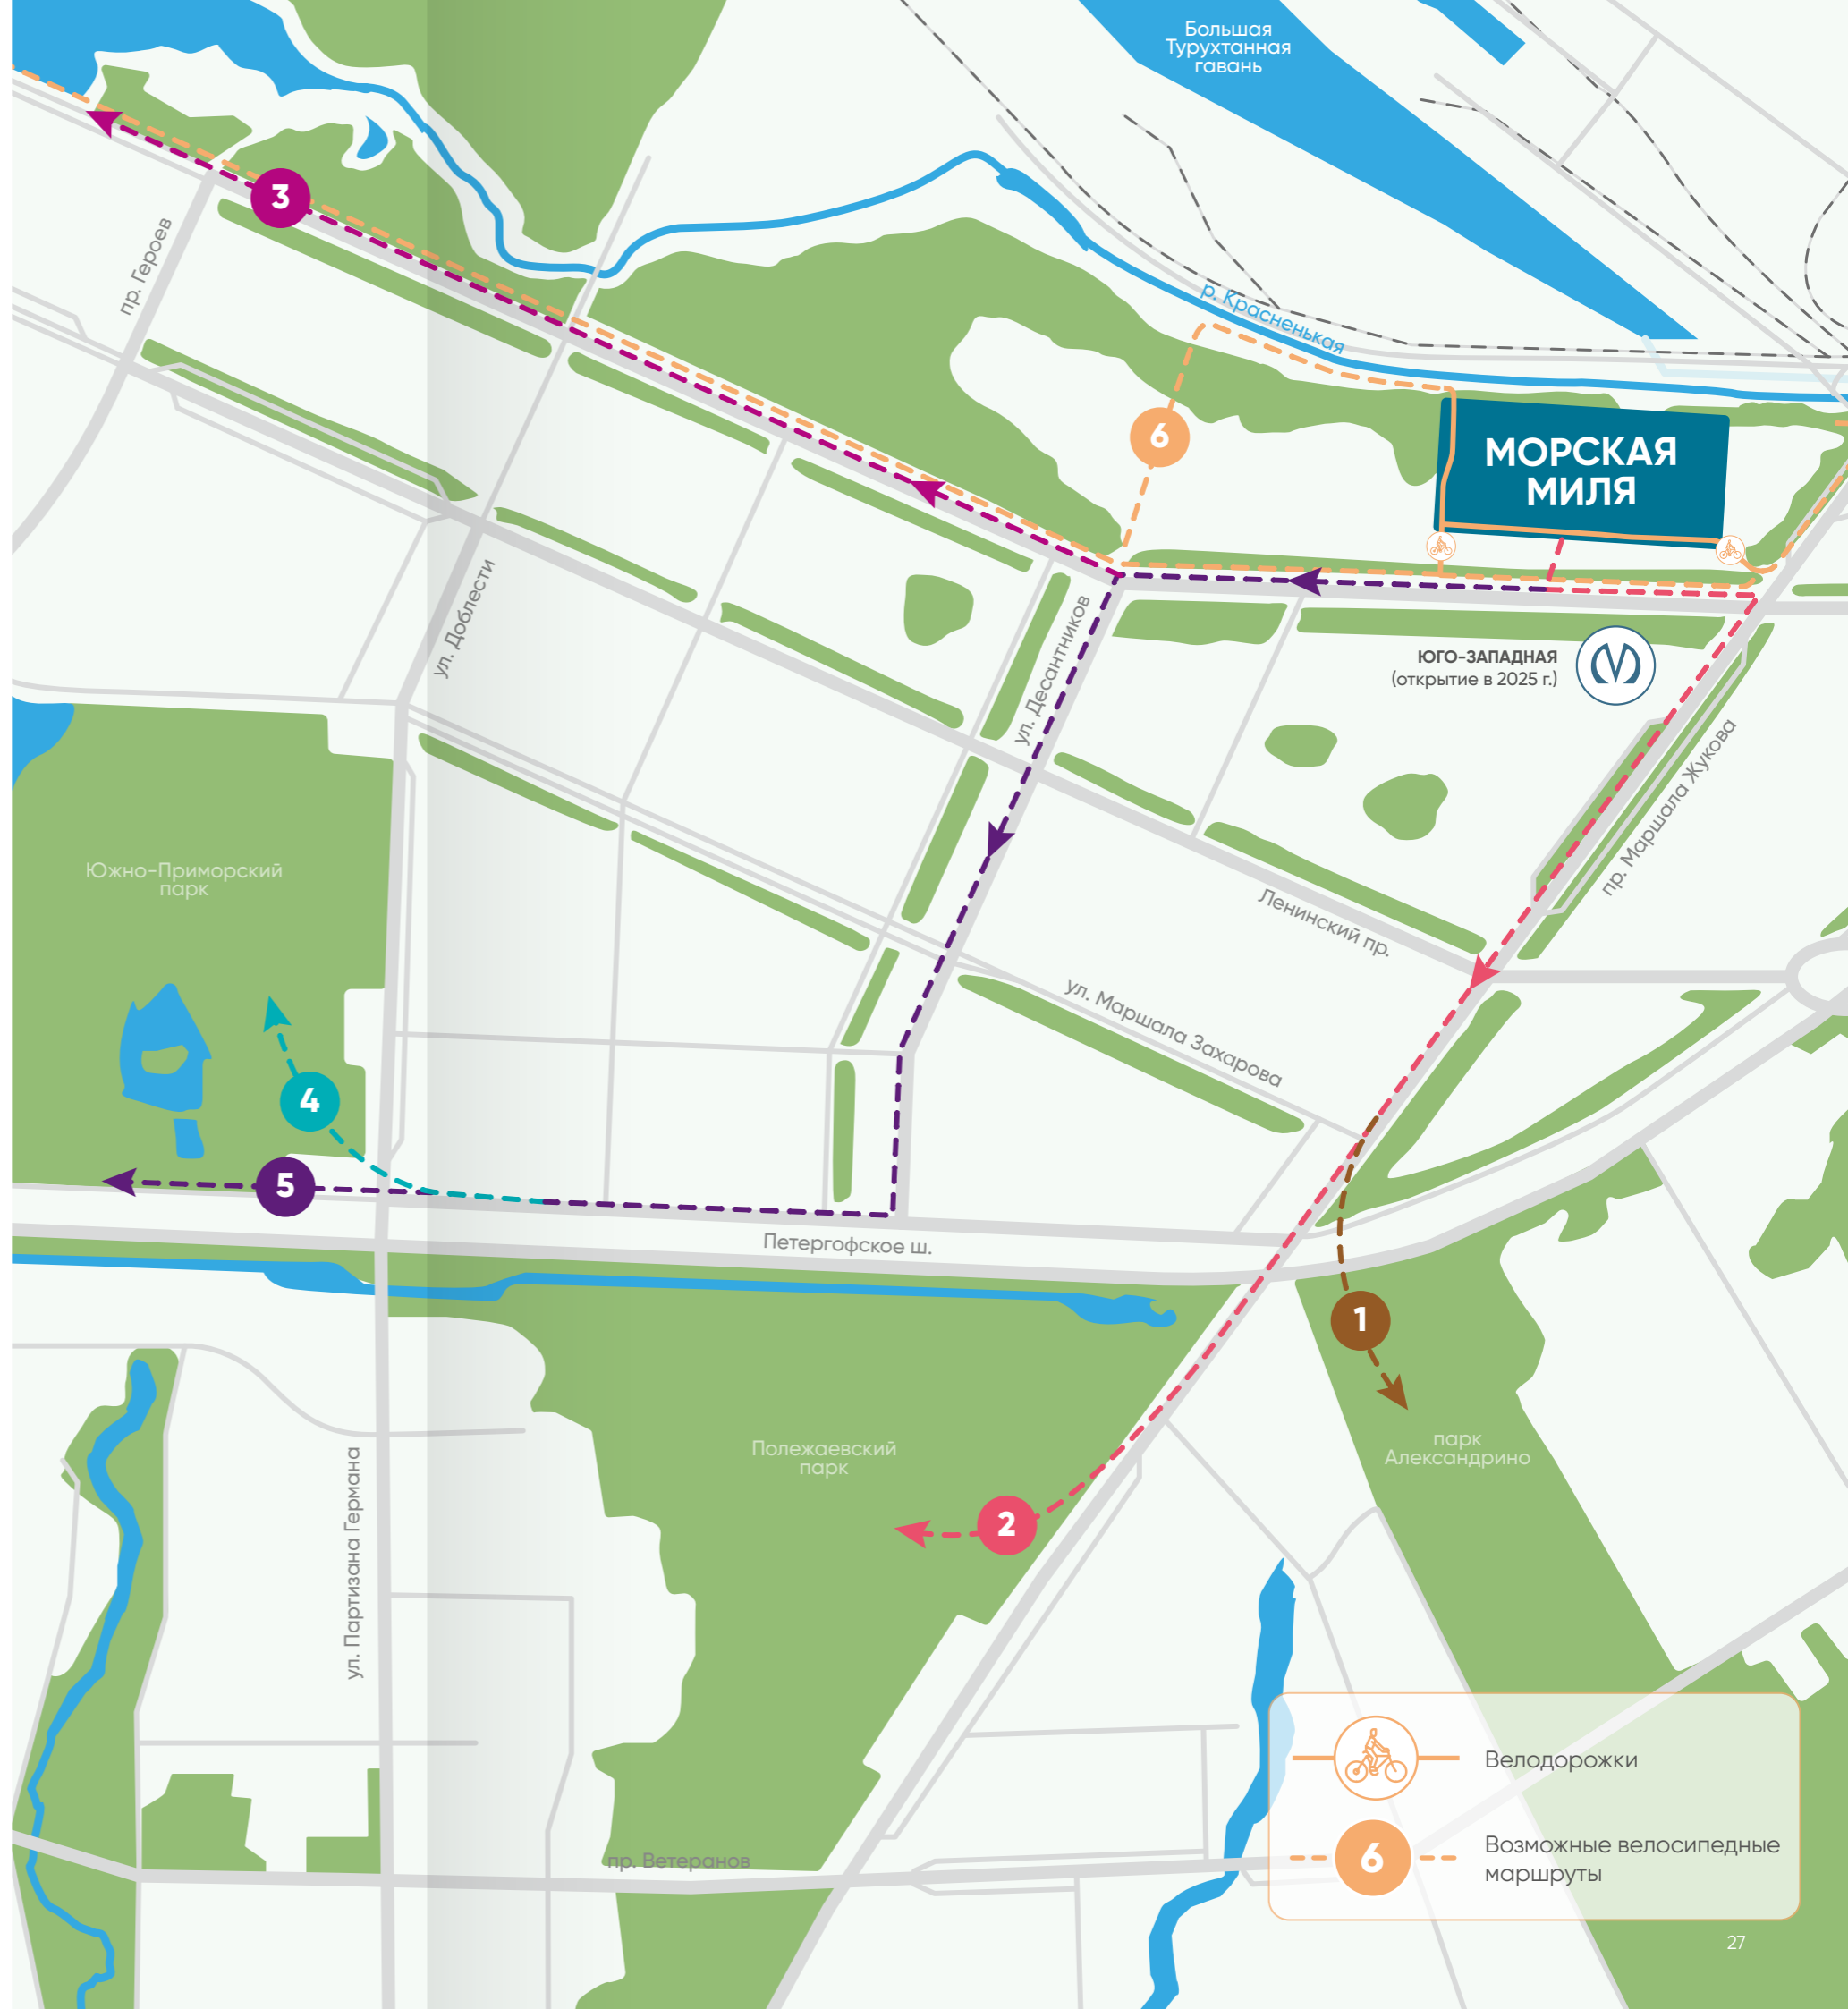 Большая
Турухтанная
гавань
3
пр. Героев
р. Красненькая
6
МОРСКАЯ
МИЛЯ
ул. Доблести
ул. Десантников
ЮГО-ЗАПАДНАЯ
(открытие в 2025 г.)
пр. Маршала Жукова
Южно-Приморский
парк
Ленинский пр.
ул. Маршала Захарова
4
5
Петергофское ш.
1
Полежаевский
парк
парк
Александрино
2
ул. Партизана Германа
пр. Ветеранов
Велодорожки
6
Возможные велосипедные
маршруты
27